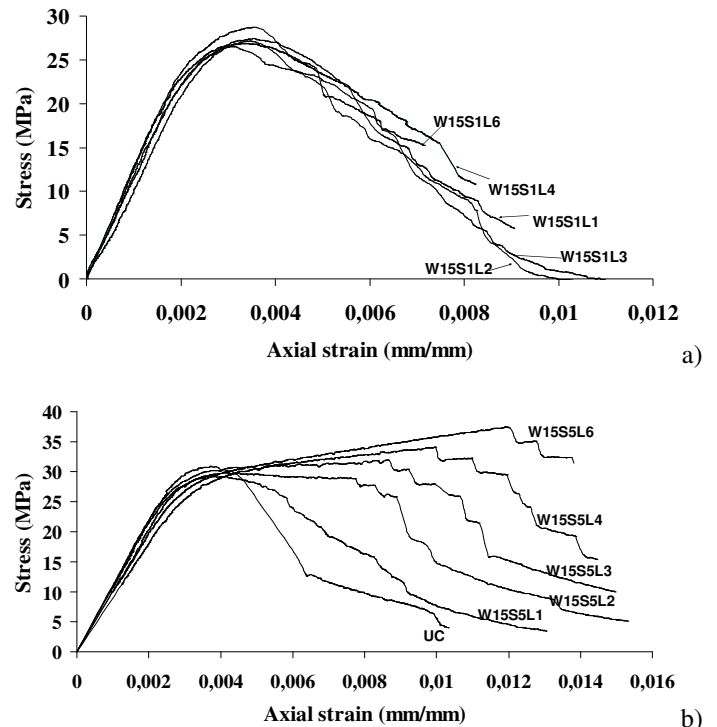 30
25
20
15
10
5
0
Stress (MPa)
W15S1L6
W15S1L4
W15S1L1
W15S1L3
W15S1L2
0 0,002 0,004 0,006 0,008 0,01 0,012
Axial strain (mm/mm)
a)
40
35
30
25
20
15
10
5
0
Stress (MPa)
W15S5L6
W15S5L4
W15S5L3
W15S5L2
W15S5L1
UC
0 0,002 0,004 0,006 0,008 0,01 0,012 0,014 0,016
Axial strain (mm/mm)
b)